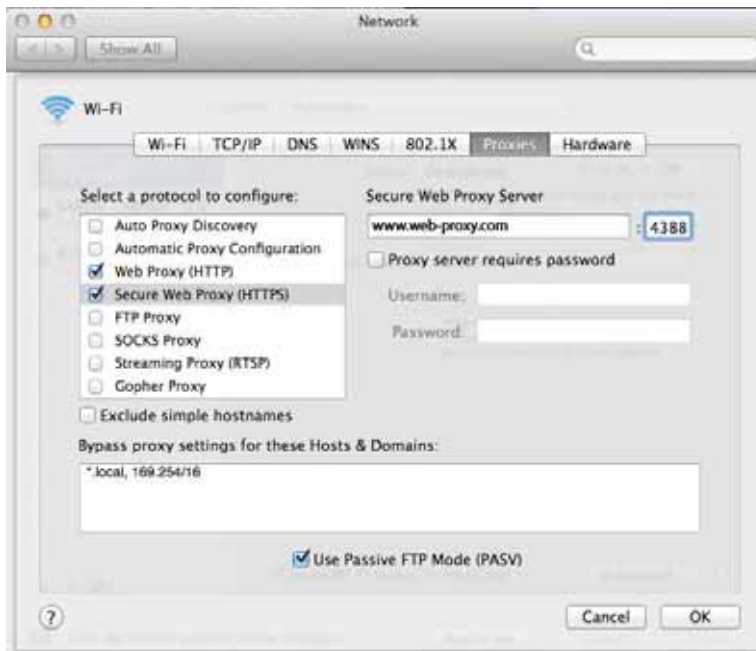 Network
Show All
Wi-Fi
Wi-Fi TCP/IP DNS WINS 802.1X Proxies Hardware
Select a protocol to configure:
Auto Proxy Discovery
Automatic Proxy Configuration
Web Proxy (HTTP)
Secure Web Proxy (HTTPS)
FTP Proxy
SOCKS Proxy
Streaming Proxy (RTSP)
Gopher Proxy
Exclude simple hostnames
Secure Web Proxy Server
www.web-proxy.com : 4388
Proxy server requires password
Username:
Password:
Bypass proxy settings for these Hosts & Domains:
*.local, 169.254/16
Use Passive FTP Mode (PASV)
? Cancel OK